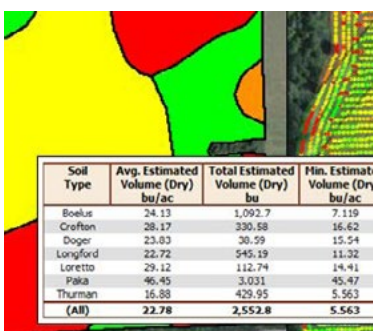 Soil Type Avg. Estimated Volume (Dry) bu/ac Total Estimated Volume (Dry) bu Min. Estimated Volume (Dry) bu/ac
Boelus 24.13 1,092.7 7.119
Crofton 28.17 330.58 16.62
Doger 23.83 38.59 15.54
Longford 22.72 545.19 11.32
Loretto 29.12 112.74 14.41
Paka 46.45 3.031 45.47
Thurman 16.88 429.95 5.563
(All) 22.78 2,552.8 5.563